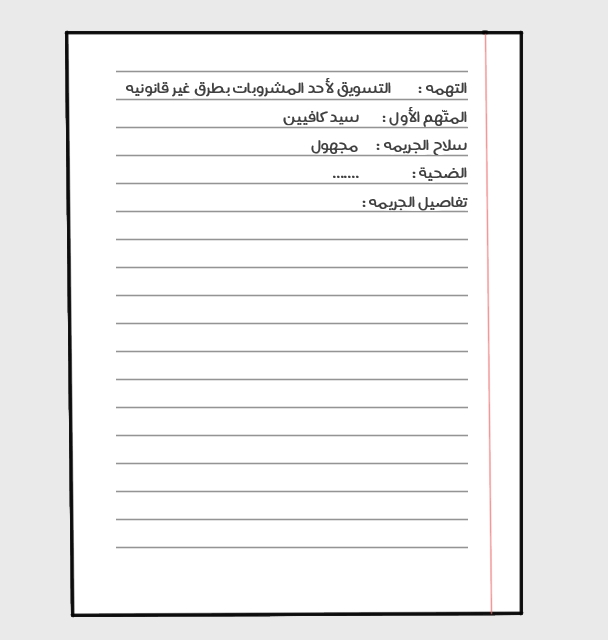 التهمه : التسويق لأحد المشروبات بطرق غير قانونيه
المتّهم الأول : سيد كافيين
سلاح الجريمه : مجهول
الضحية : .......
تفاصيل الجريمه :